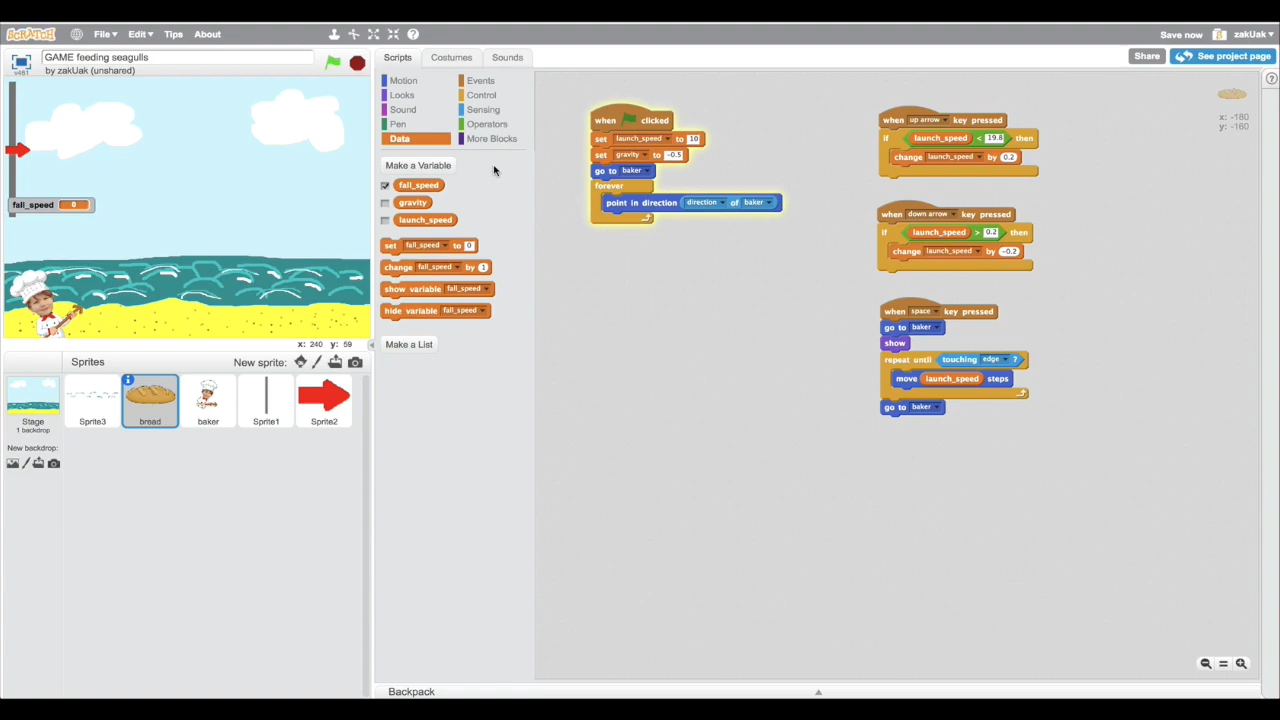 SCRATCH File Edit Tips About Save now zakUak
GAME feeding seagulls
by zakUak (unshared)
v461
Scripts Costumes Sounds
Share See project page
Motion Events
Looks Control
Sound Sensing
Pen Operators
Data More Blocks
Make a Variable
fall_speed
gravity
launch_speed
set fall_speed to 0
change fall_speed by 1
show variable fall_speed
hide variable fall_speed
Make a List
fall_speed 0
x: 240 y: 59
Sprites New sprite:
Stage
1 backdrop
New backdrop:
Sprite3 bread baker Sprite1 Sprite2
when clicked
set launch_speed to 10
set gravity to -0.5
go to baker
forever
point in direction direction of baker
when up arrow key pressed
if launch_speed < 19.8 then
change launch_speed by 0.2
when down arrow key pressed
if launch_speed > 0.2 then
change launch_speed by -0.2
when space key pressed
go to baker
show
repeat until touching edge ?
move launch_speed steps
go to baker
x: -180
y: -160
Backpack